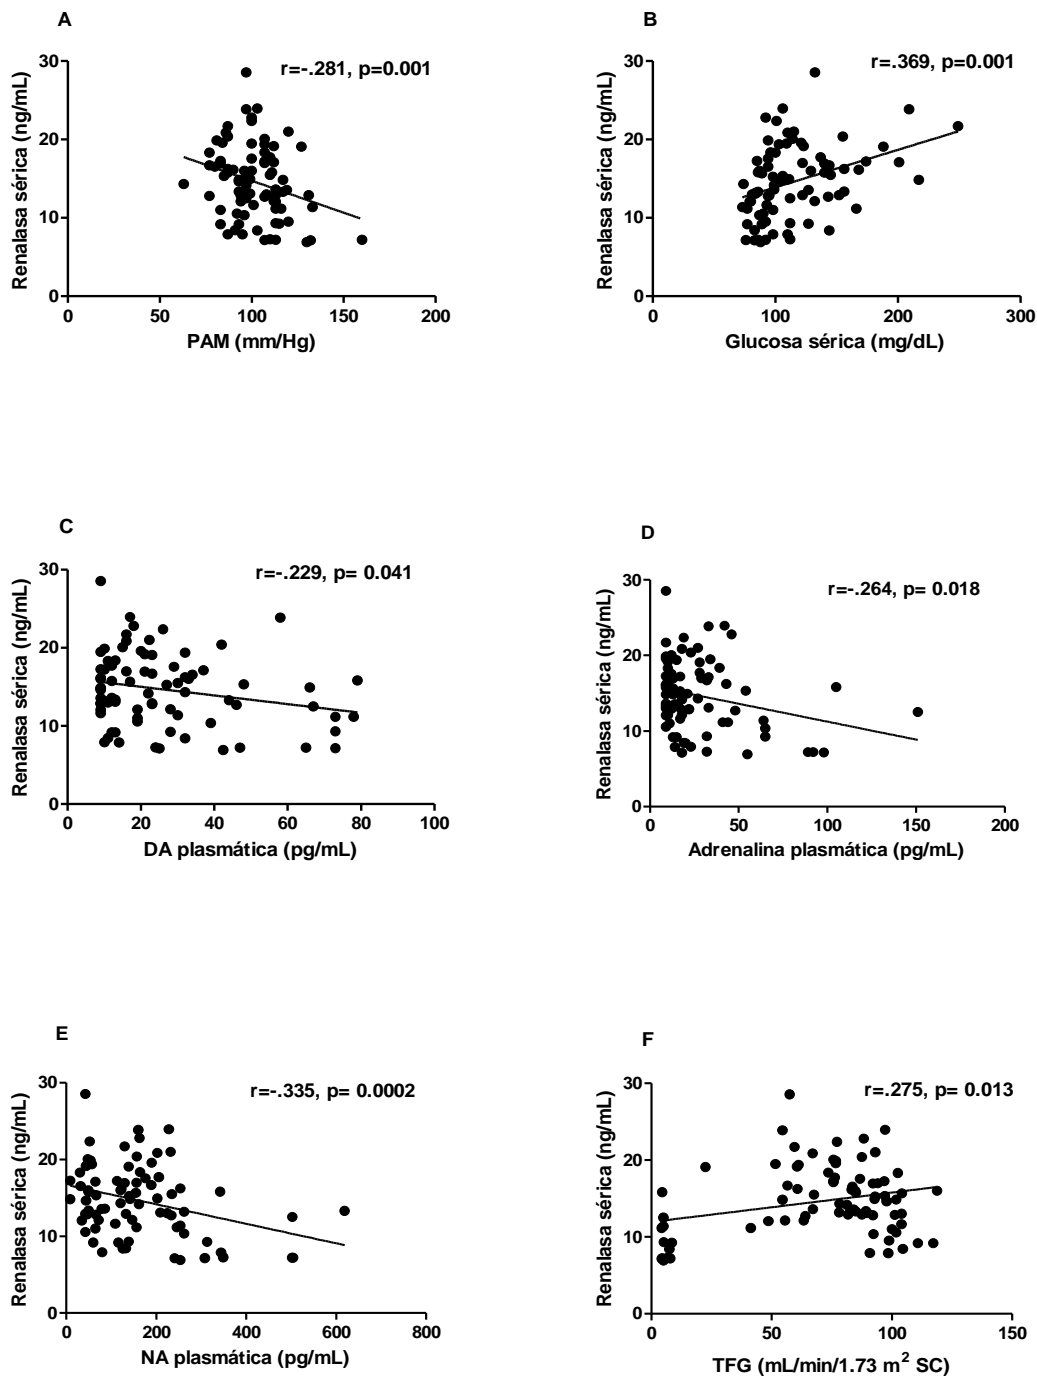 A
r=-.281, p=0.001
Renalasa sérica (ng/mL)
30
20
10
0
0 50 100 150 200
PAM (mm/Hg)
B
r=.369, p=0.001
Renalasa sérica (ng/mL)
30
20
10
0
0 100 200 300
Glucosa sérica (mg/dL)
C
r=-.229, p= 0.041
Renalasa sérica (ng/mL)
30
20
10
0
0 20 40 60 80 100
DA plasmática (pg/mL)
D
r=-.264, p= 0.018
Renalasa sérica (ng/mL)
30
20
10
0
0 50 100 150 200
Adrenalina plasmática (pg/mL)
E
r=-.335, p= 0.0002
Renalasa sérica (ng/mL)
30
20
10
0
0 200 400 600 800
NA plasmática (pg/mL)
F
r=.275, p= 0.013
Renalasa sérica (ng/mL)
30
20
10
0
0 50 100 150
TFG (mL/min/1.73 m² SC)